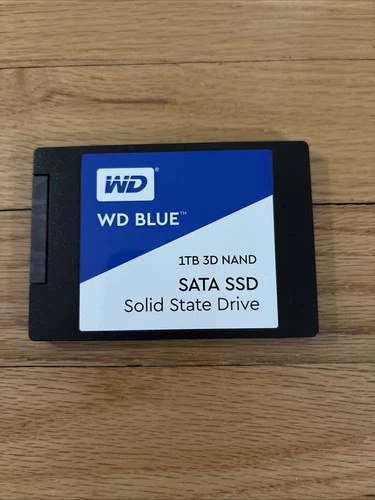 WD®
WD BLUE™
1TB 3D NAND
SATA SSD
Solid State Drive